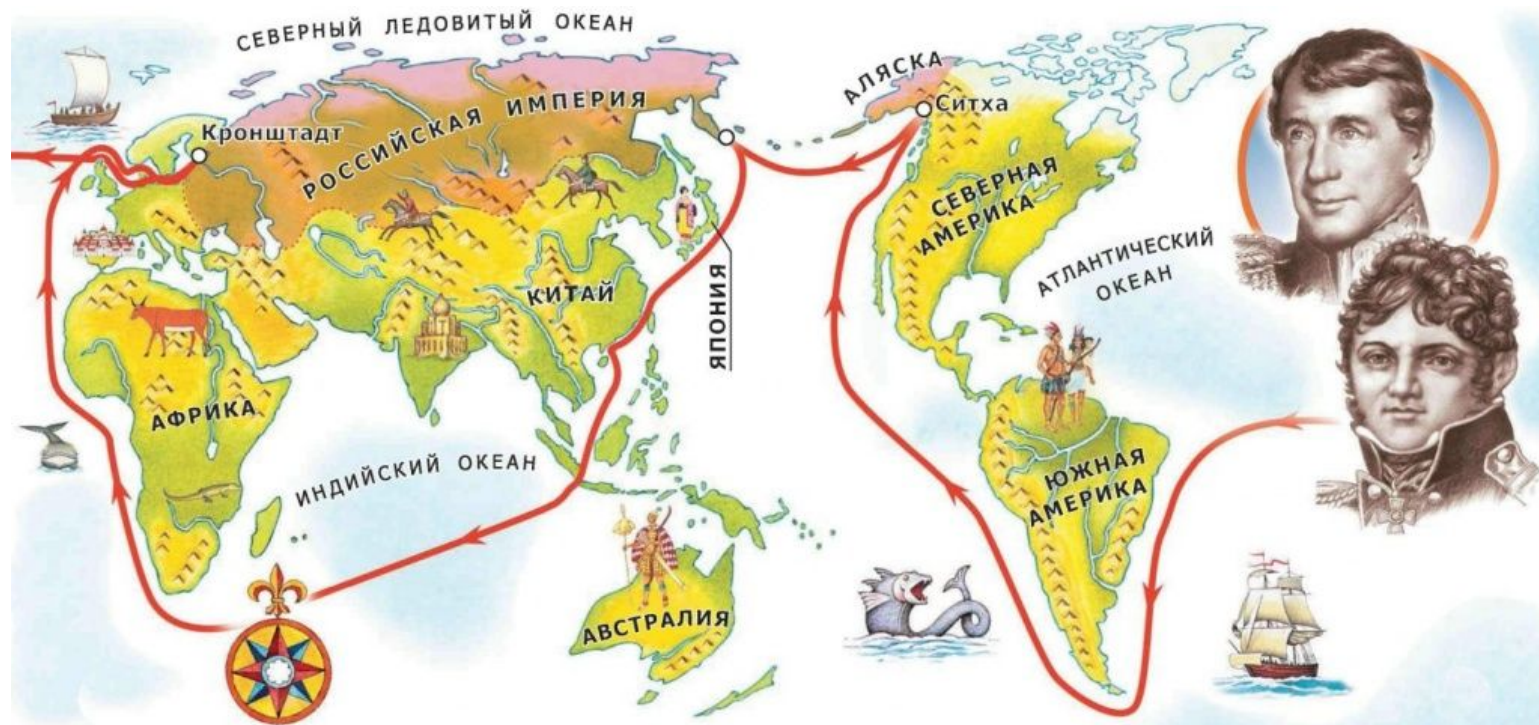 СЕВЕРНЫЙ ЛЕДОВИТЫЙ ОКЕАН
Кронштадт
РОССИЙСКАЯ ИМПЕРИЯ
АЛЯСКА
Ситха
СЕВЕРНАЯ
АМЕРИКА
АТЛАНТИЧЕСКИЙ
ОКЕАН
КИТАЙ
ЯПОНИЯ
АФРИКА
ИНДИЙСКИЙ ОКЕАН
ЮЖНАЯ
АМЕРИКА
АВСТРАЛИЯ